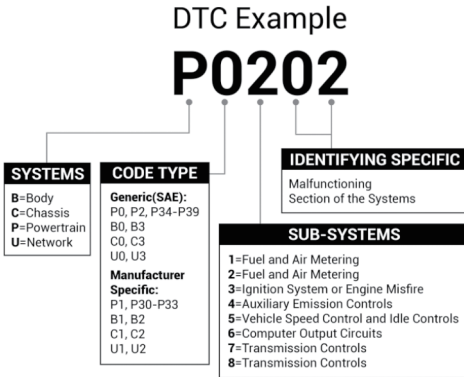 DTC Example
P0202
SYSTEMS
B=Body
C=Chassis
P=Powertrain
U=Network
CODE TYPE
Generic(SAE):
P0, P2, P34-P39
B0, B3
C0, C3
U0, U3
Manufacturer
Specific:
P1, P30-P33
B1, B2
C1, C2
U1, U2
IDENTIFYING SPECIFIC
Malfunctioning
Section of the Systems
SUB-SYSTEMS
1=Fuel and Air Metering
2=Fuel and Air Metering
3=Ignition System or Engine Misfire
4=Auxiliary Emission Controls
5=Vehicle Speed Control and Idle Controls
6=Computer Output Circuits
7=Transmission Controls
8=Transmission Controls